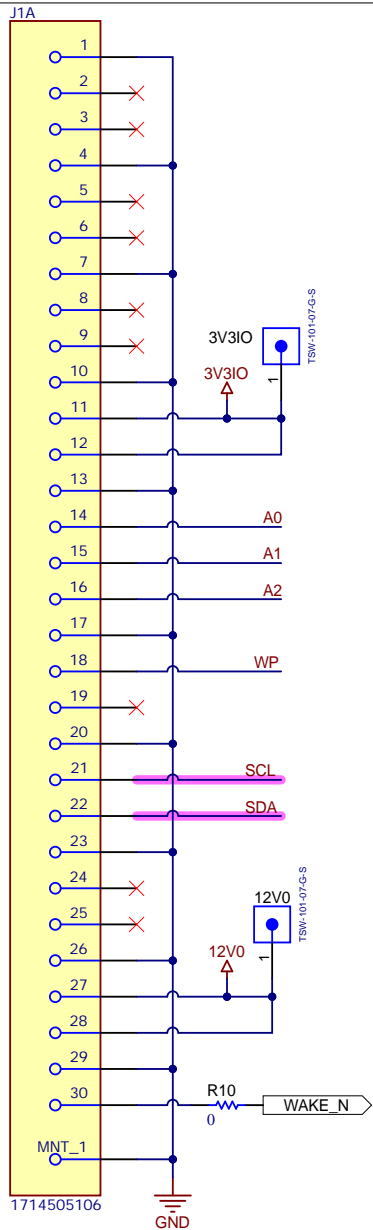 J1A
1
2
3
4
5
6
7
8
9
3V3IO
TSW-101-07-G-S
3V3IO
1
10
11
12
13
14 A0
15 A1
16 A2
17
18 WP
19
20
21 SCL
22 SDA
23
24
25
12V0
TSW-101-07-G-S
12V0
1
26
27
28
29
30 R10 WAKE_N
0
MNT_1
1714505106
GND